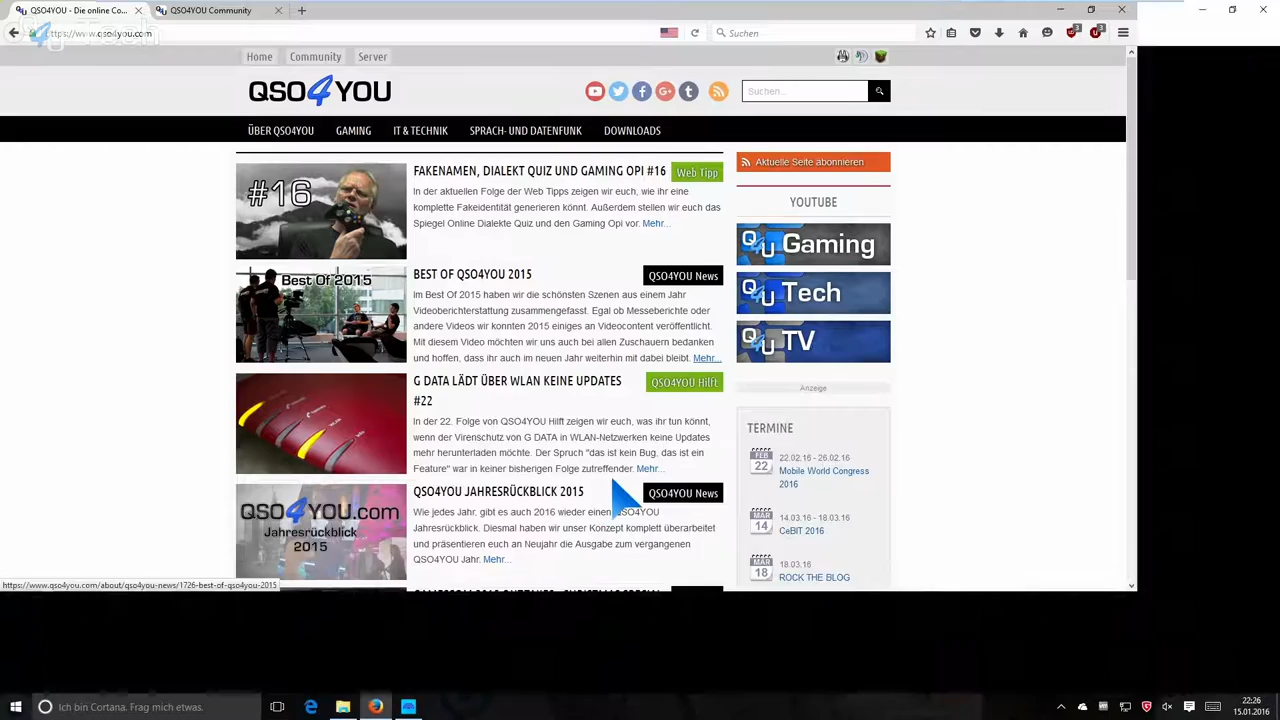 QSO4YOU - Die online Co...
QSO4YOU Community
https://www.qso4you.com
Suchen
Home
Community
Server
QSO4YOU
Suchen...
ÜBER QSO4YOU
GAMING
IT & TECHNIK
SPRACH- UND DATENFUNK
DOWNLOADS
#16
FAKENAMEN, DIALEKT QUIZ UND GAMING OPI #16
Web Tipp
In der aktuellen Folge der Web Tipps zeigen wir euch, wie ihr eine
komplette Fakeidentität generieren könnt. Außerdem stellen wir euch das
Spiegel Online Dialekte Quiz und den Gaming Opi vor. Mehr...
Best Of 2015
BEST OF QSO4YOU 2015
QSO4YOU News
Im Best Of 2015 haben wir die schönsten Szenen aus einem Jahr
Videoberichterstattung zusammengefasst. Egal ob Messeberichte oder
andere Videos wir konnten 2015 einiges an Videocontent veröffentlicht.
Mit diesem Video möchten wir uns auch bei allen Zuschauern bedanken
und hoffen, dass ihr auch im neuen Jahr weiterhin mit dabei bleibt. Mehr...
G DATA LÄDT ÜBER WLAN KEINE UPDATES
#22
QSO4YOU Hilft
In der 22. Folge von QSO4YOU Hilft zeigen wir euch, was ihr tun könnt,
wenn der Virenschutz von G DATA in WLAN-Netzwerken keine Updates
mehr herunterladen möchte. Der Spruch "das ist kein Bug, das ist ein
Feature" war in keiner bisherigen Folge zutreffender. Mehr...
QSO4YOU.com
Jahresrückblick
2015
QSO4YOU JAHRESRÜCKBLICK 2015
QSO4YOU News
Wie jedes Jahr, gibt es auch 2016 wieder einen QSO4YOU
Jahresrückblick. Diesmal haben wir unser Konzept komplett überarbeitet
und präsentieren euch an Neujahr die Ausgabe zum vergangenen
QSO4YOU Jahr. Mehr...
Aktuelle Seite abonnieren
YOUTUBE
Q4U Gaming
Q4U Tech
Q4U TV
Anzeige
TERMINE
FEB
22
22.02.16 - 26.02.16
Mobile World Congress
2016
MAR
14
14.03.16 - 18.03.16
CeBIT 2016
MAR
18
18.03.16
ROCK THE BLOG
https://www.qso4you.com/about/qso4you-news/1726-best-of-qso4you-2015
Ich bin Cortana. Frag mich etwas.
22:26
15.01.2016